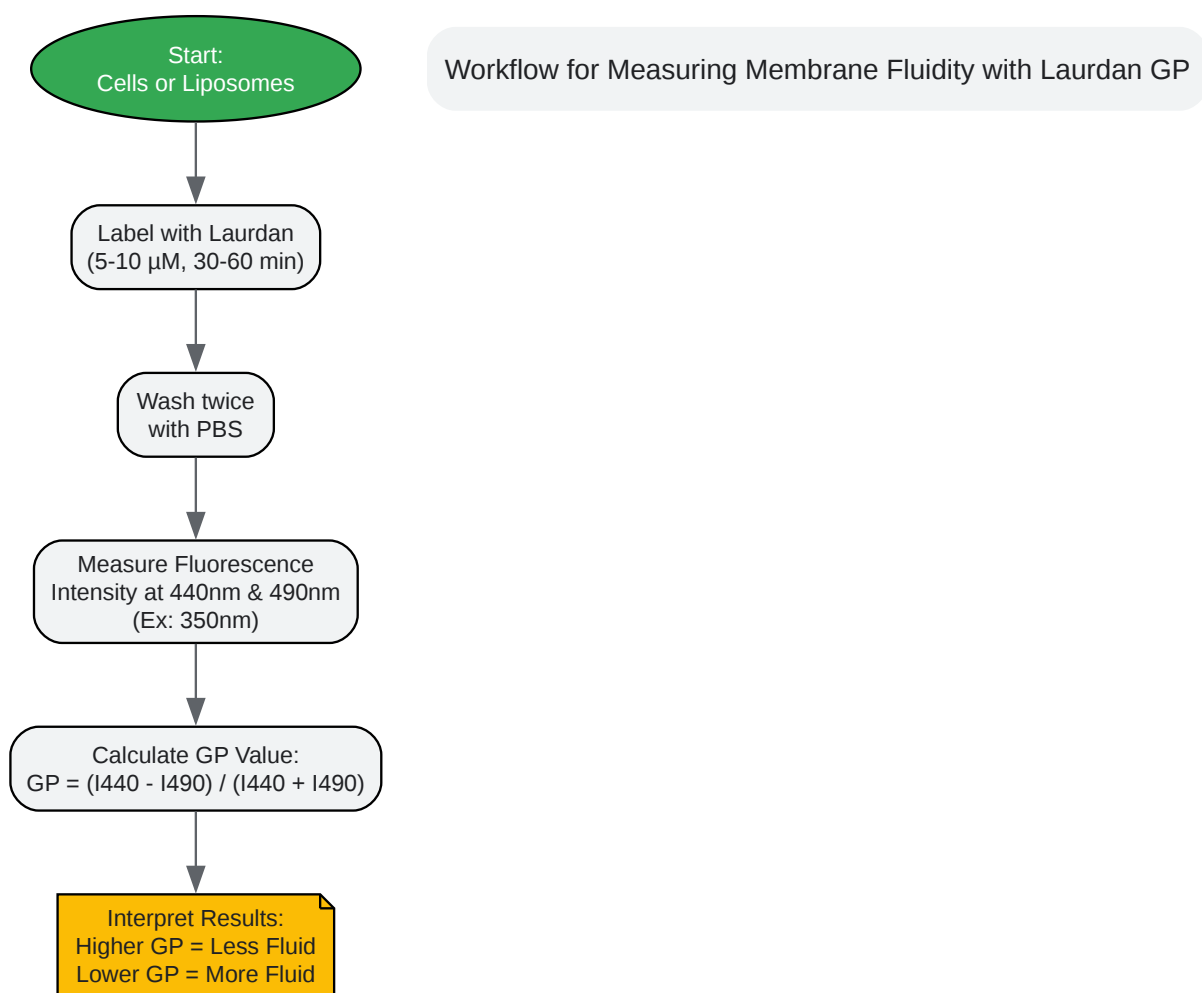 Start:
Cells or Liposomes
Workflow for Measuring Membrane Fluidity with Laurdan GP
Label with Laurdan
(5-10 µM, 30-60 min)
Wash twice
with PBS
Measure Fluorescence
Intensity at 440nm & 490nm
(Ex: 350nm)
Calculate GP Value:
GP = (I440 - I490) / (I440 + I490)
Interpret Results:
Higher GP = Less Fluid
Lower GP = More Fluid